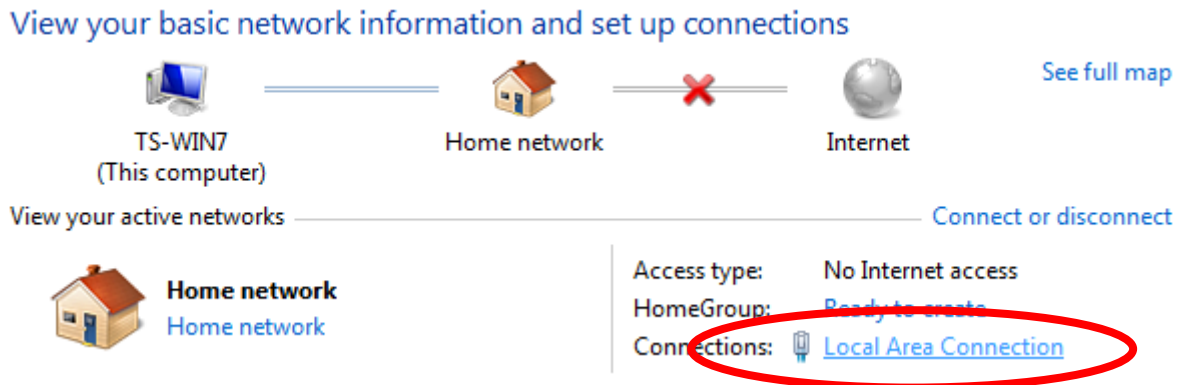 View your basic network information and set up connections
See full map
TS-WIN7
(This computer)
Home network
Internet
View your active networks
Connect or disconnect
Home network
Home network
Access type: No Internet access
HomeGroup: Ready to create
Connections: Local Area Connection